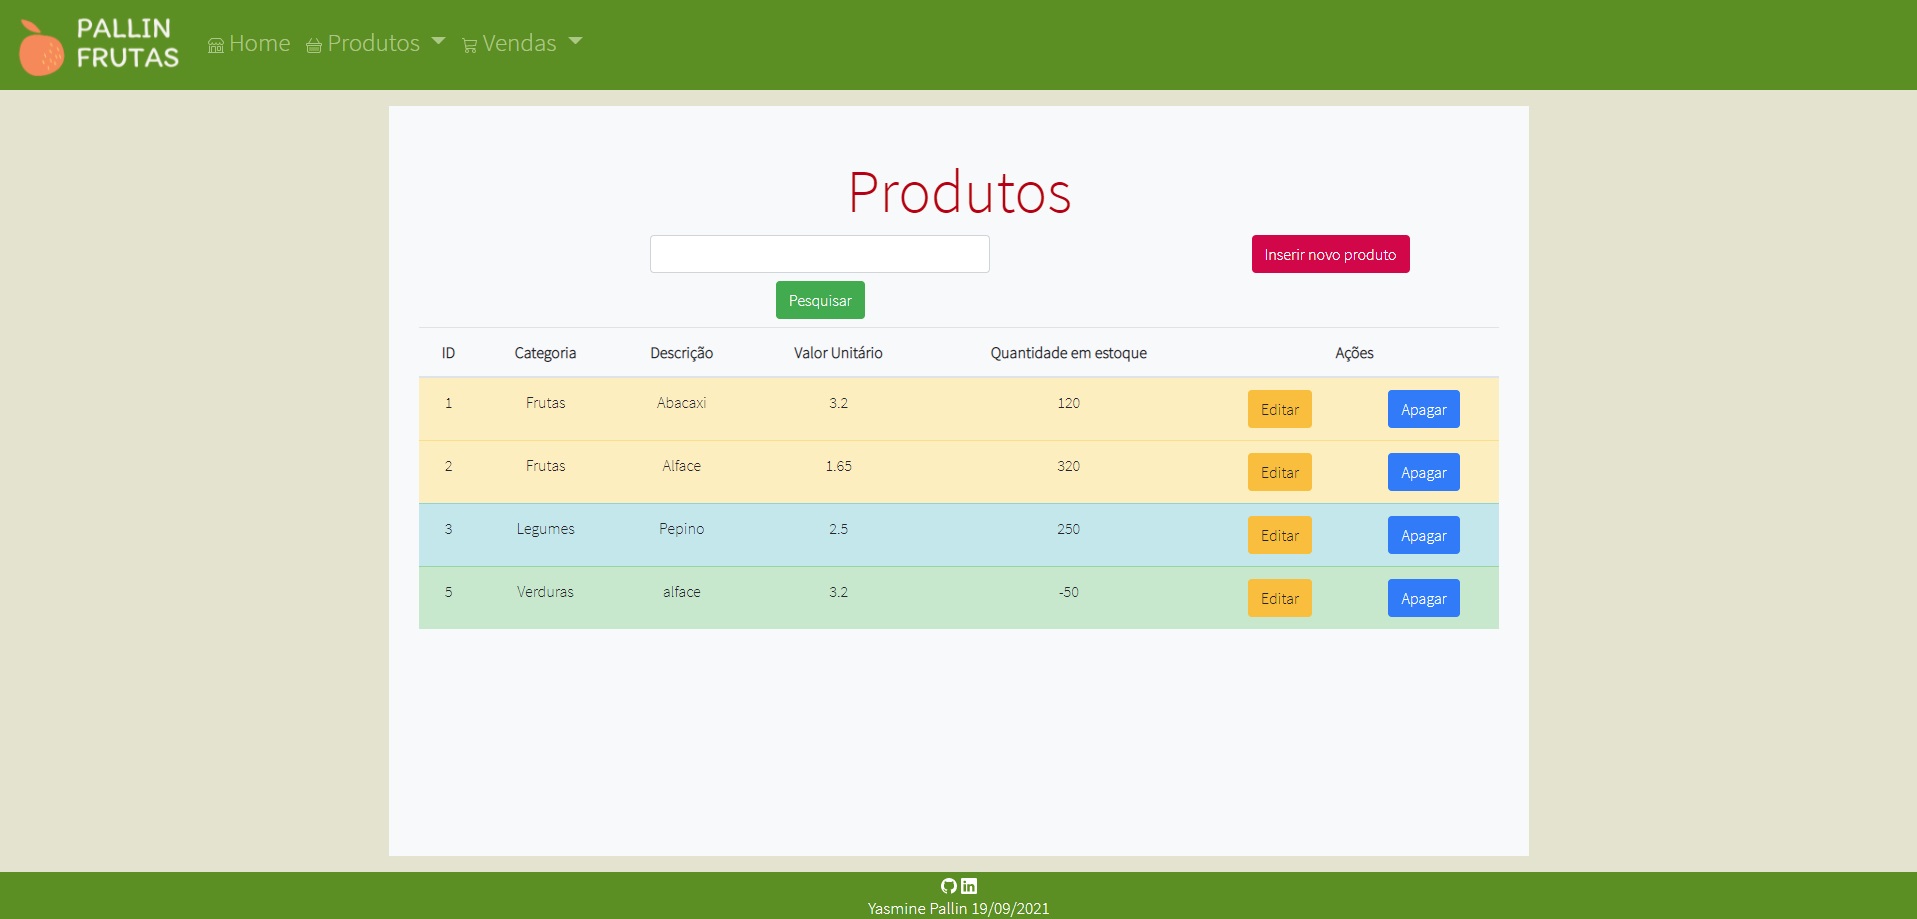 PALLIN
FRUTAS
Home Produtos Vendas
Produtos
Inserir novo produto
Pesquisar
ID Categoria Descrição Valor Unitário Quantidade em estoque Ações
1 Frutas Abacaxi 3.2 120 Editar Apagar
2 Frutas Alface 1.65 320 Editar Apagar
3 Legumes Pepino 2.5 250 Editar Apagar
5 Verduras alface 3.2 -50 Editar Apagar
in
Yasmine Pallin 19/09/2021